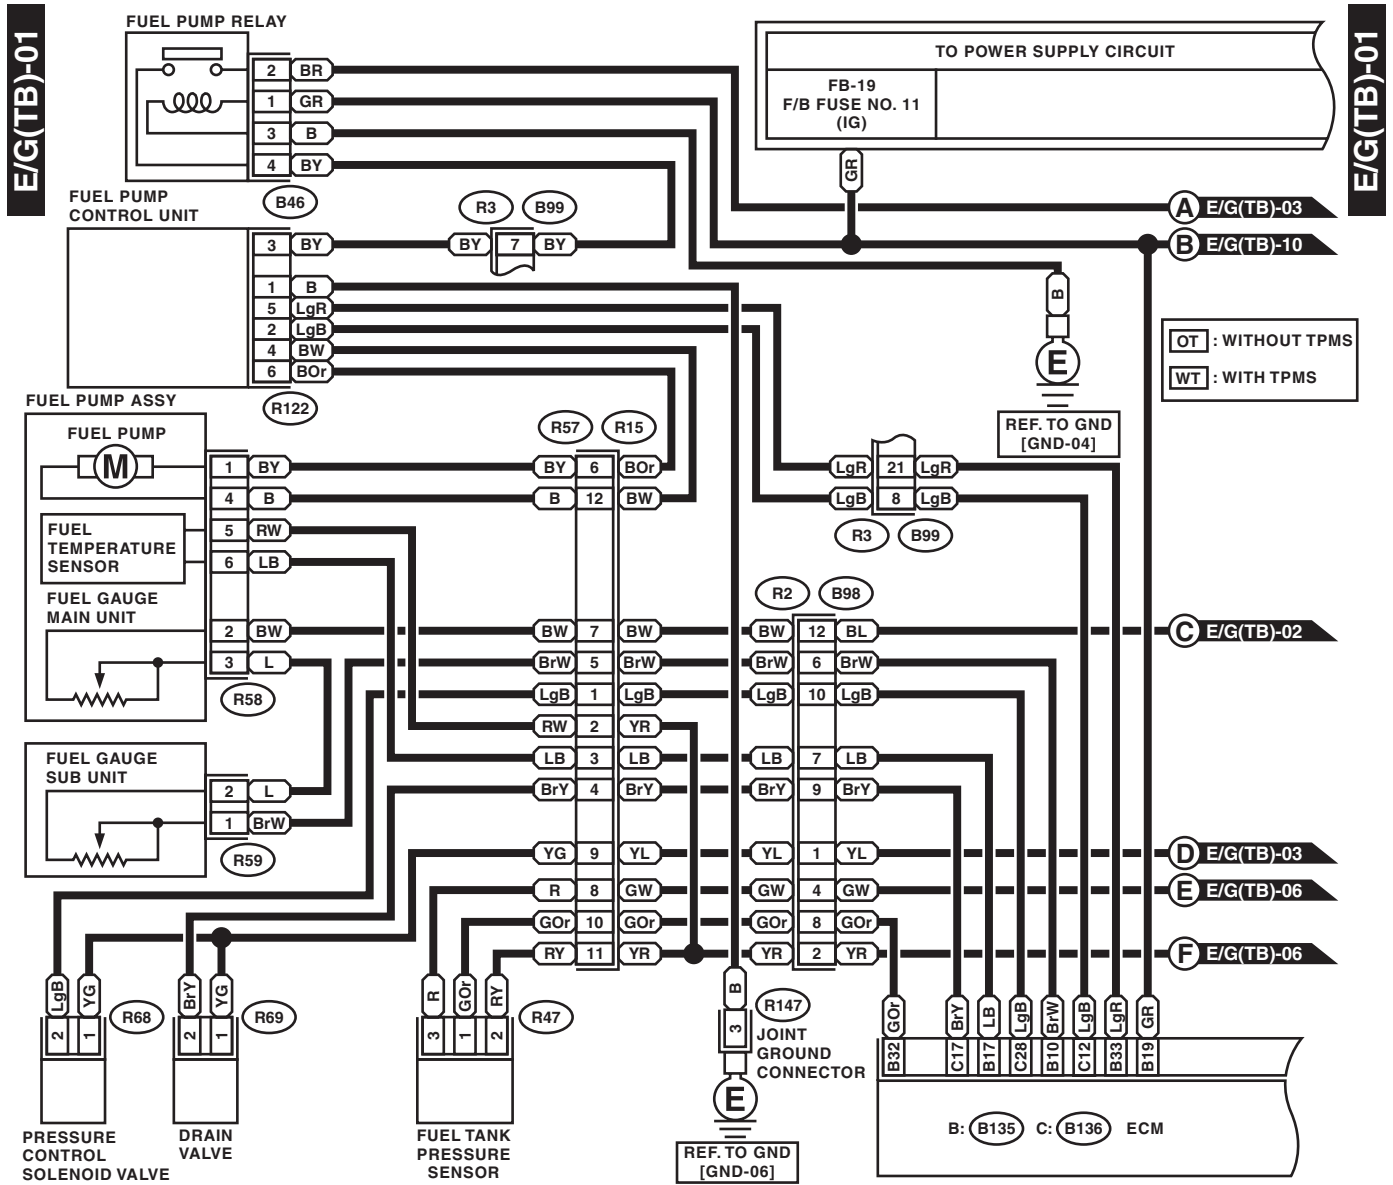 E/G(TB)-01
E/G(TB)-01
FUEL PUMP RELAY
2 BR
1 GR
3 B
4 BY
B46
TO POWER SUPPLY CIRCUIT
FB-19
F/B FUSE NO. 11
(IG)
GR
A E/G(TB)-03
B E/G(TB)-10
FUEL PUMP
CONTROL UNIT
R3 B99
3 BY BY 7 BY
1 B
5 LgR
2 LgB
4 BW
6 BOr
R122
B
E
REF. TO GND
[GND-04]
OT : WITHOUT TPMS
WT : WITH TPMS
FUEL PUMP ASSY
FUEL PUMP
M
R57 R15
1 BY BY 6 BOr LgR 21 LgR
4 B B 12 BW LgB 8 LgB
R3 B99
FUEL
TEMPERATURE
SENSOR
5 RW
6 LB
FUEL GAUGE
MAIN UNIT
R2 B98
2 BW BW 7 BW BW 12 BL C E/G(TB)-02
3 L BrW 5 BrW BrW 6 BrW
R58
LgB 1 LgB LgB 10 LgB
RW 2 YR
FUEL GAUGE
SUB UNIT
LB 3 LB LB 7 LB
2 L BrY 4 BrY BrY 9 BrY
1 BrW
R59
YG 9 YL YL 1 YL D E/G(TB)-03
R 8 GW GW 4 GW E E/G(TB)-06
GOr 10 GOr GOr 8 GOr
RY 11 YR YR 2 YR F E/G(TB)-06
LgB YG R68 BrY YG R69 R GOr RY R47 B R147 GOr BrY LB LgB BrW LgB LgR GR
2 1 2 1 3 1 2 3 B32 C17 B17 C28 B10 C12 B33 B19
JOINT
GROUND
CONNECTOR
E
REF. TO GND
[GND-06]
B: B135 C: B136 ECM
PRESSURE
CONTROL
SOLENOID VALVE
DRAIN
VALVE
FUEL TANK
PRESSURE
SENSOR